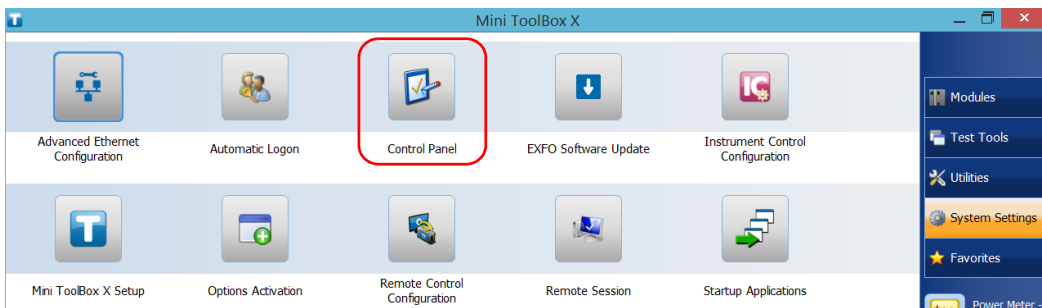 Mini ToolBox X
Advanced Ethernet
Configuration
Automatic Logon
Control Panel
EXFO Software Update
Instrument Control
Configuration
Mini ToolBox X Setup
Options Activation
Remote Control
Configuration
Remote Session
Startup Applications
Modules
Test Tools
Utilities
System Settings
Favorites
Power Meter -